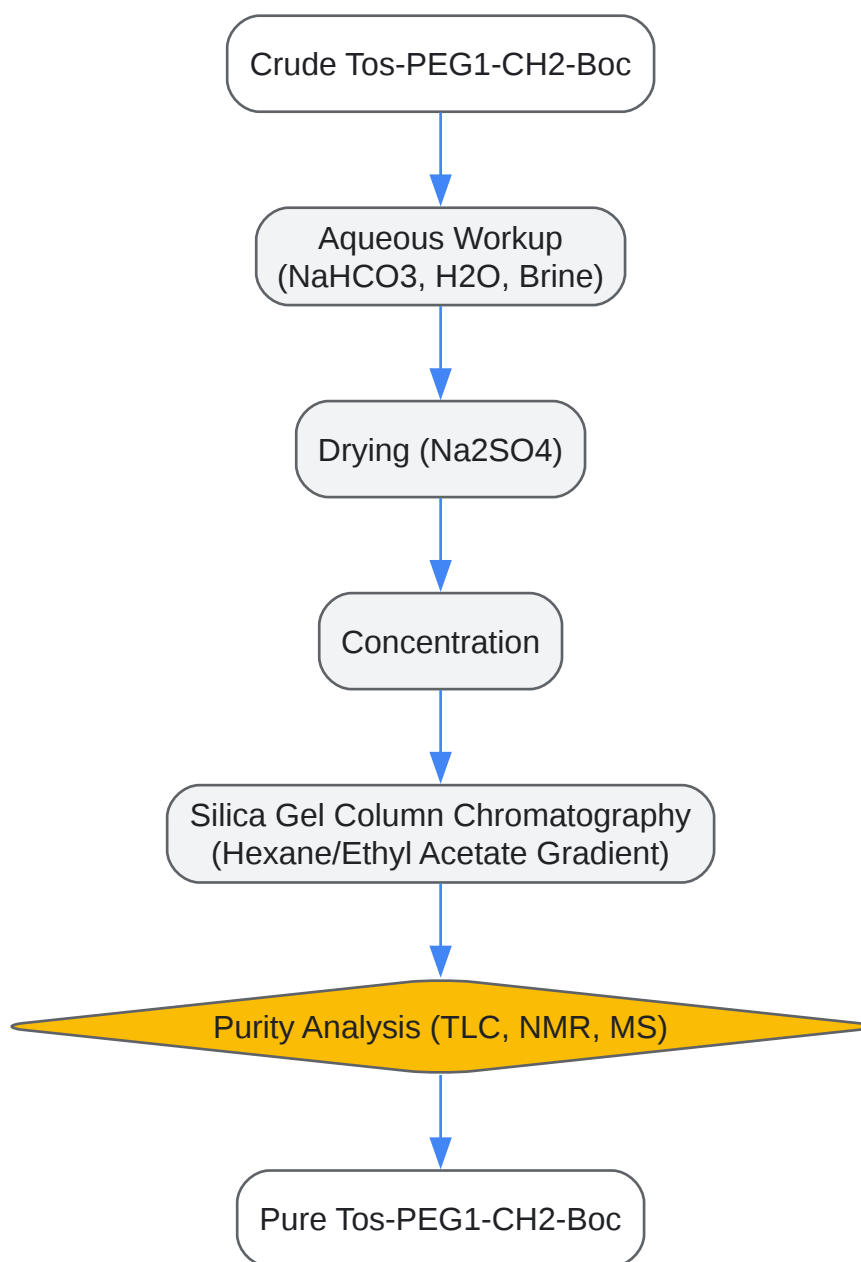 Crude Tos-PEG1-CH2-Boc
Aqueous Workup
(NaHCO3, H2O, Brine)
Drying (Na2SO4)
Concentration
Silica Gel Column Chromatography
(Hexane/Ethyl Acetate Gradient)
Purity Analysis (TLC, NMR, MS)
Pure Tos-PEG1-CH2-Boc